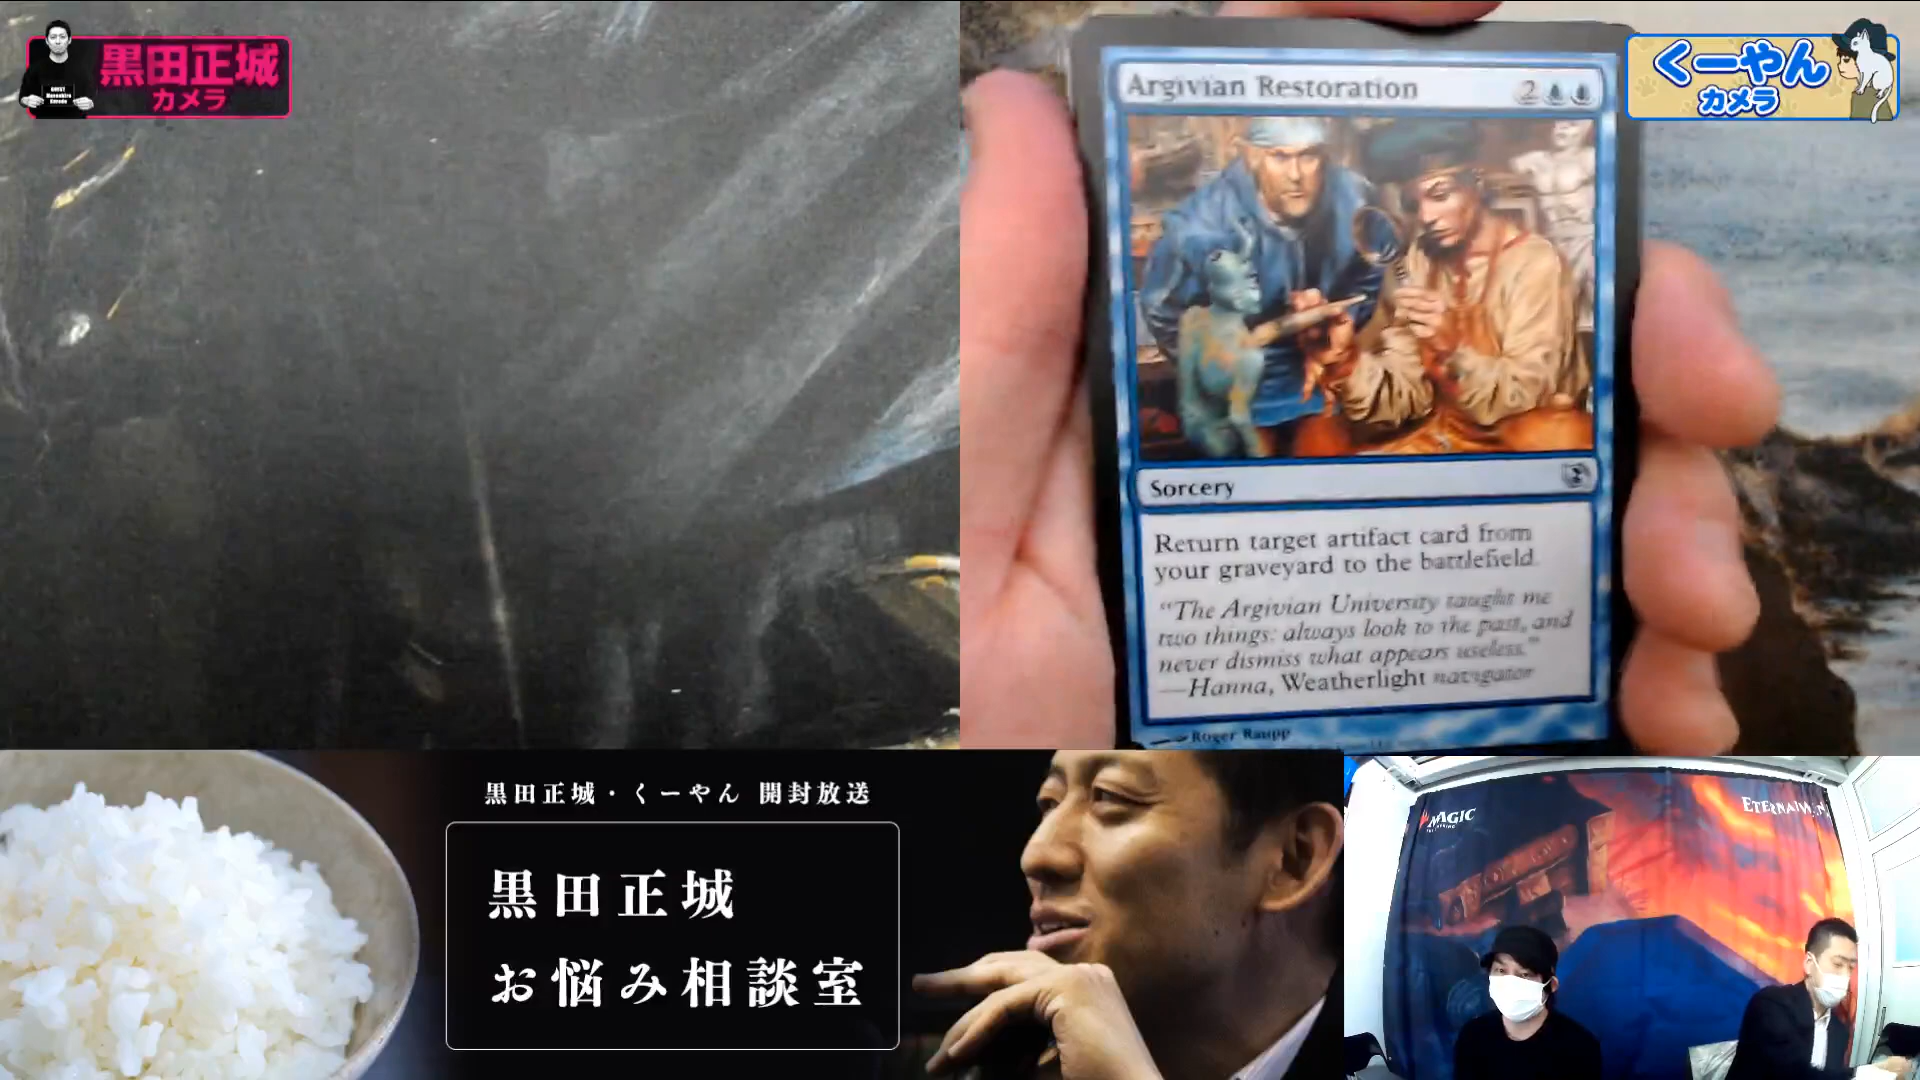 黒田正城
カメラ
GUEST
Masashiro
Kuroda
くーやん
カメラ
Argivian Restoration
2
Sorcery
Return target artifact card from
your graveyard to the battlefield.
"The Argivian University taught me
two things: always look to the past, and
never dismiss what appears useless."
—Hanna, Weatherlight navigator
Roger Raupp
黒田正城・くーやん 開封放送
黒田正城
お悩み相談室
MAGIC